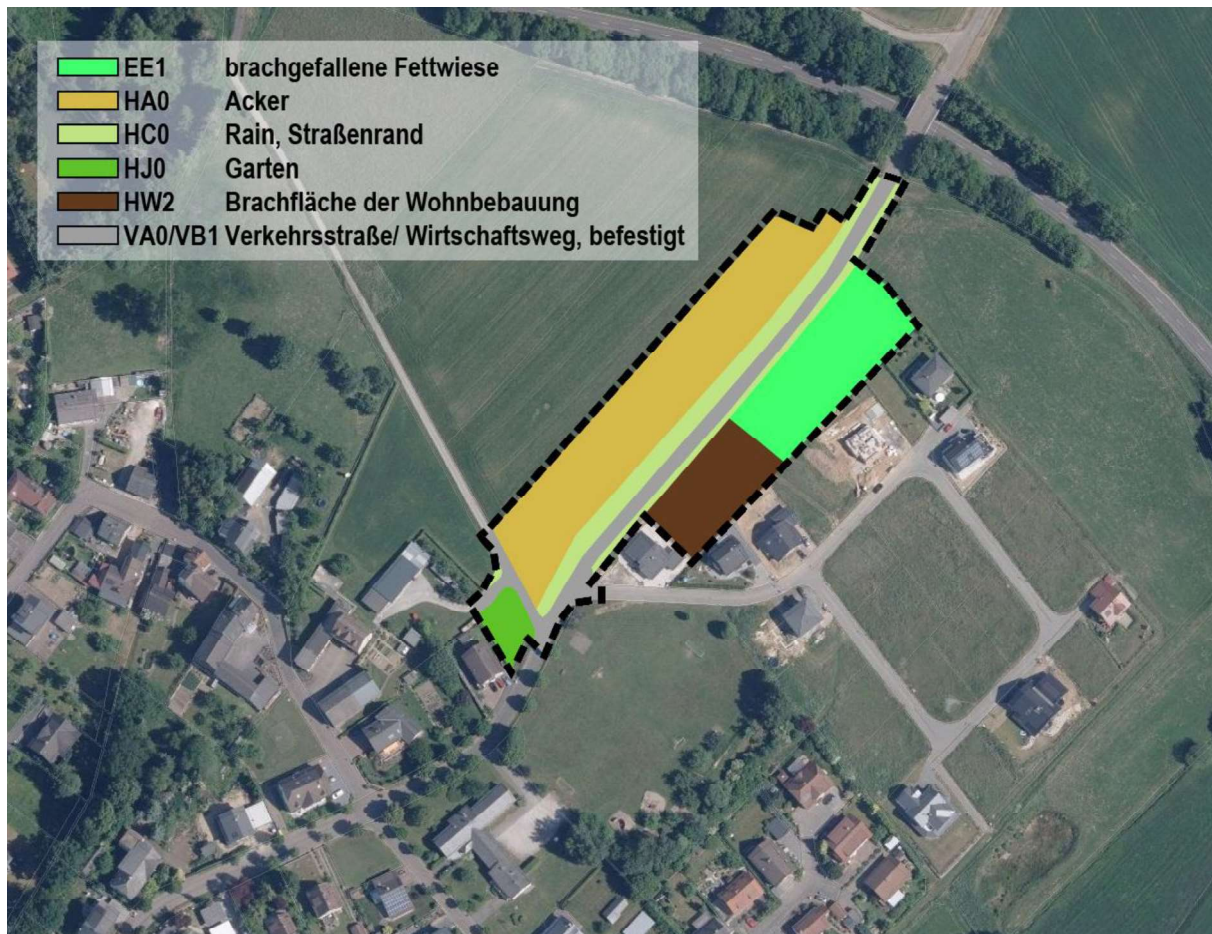 EE1 brachgefallene Fettwiese
HA0 Acker
HC0 Rain, Straßenrand
HJ0 Garten
HW2 Brachfläche der Wohnbebauung
VA0/VB1 Verkehrsstraße/ Wirtschaftsweg, befestigt